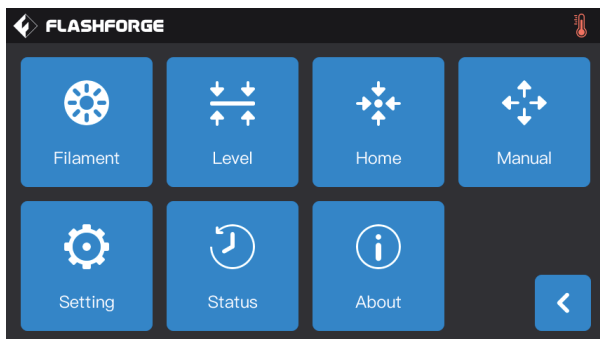 FLASHFORGE
Filament
Level
Home
Manual
Setting
Status
About